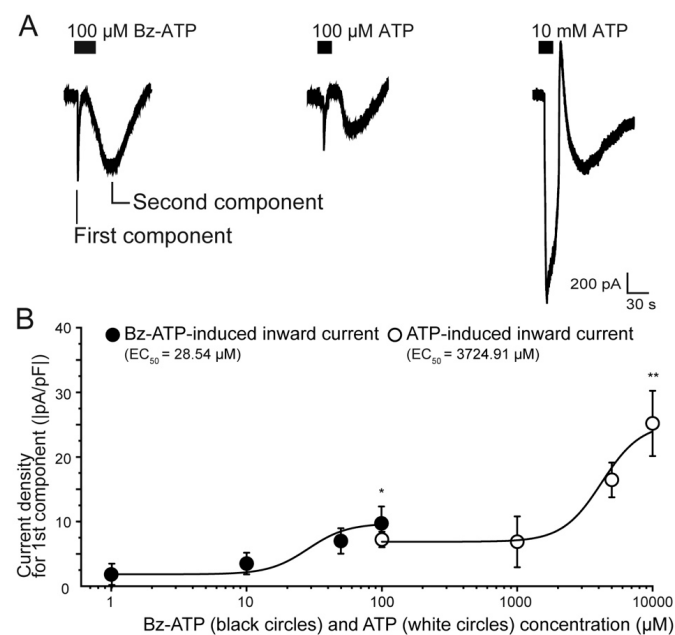 A
100 µM Bz-ATP
100 µM ATP
10 mM ATP
Second component
First component
200 pA
30 s
B
Bz-ATP-induced inward current
(EC50 = 28.54 µM)
ATP-induced inward current
(EC50 = 3724.91 µM)
Current density
for 1st component (|pA/pF|)
40
30
20
10
0
*
**
1
10
100
1000
10000
Bz-ATP (black circles) and ATP (white circles) concentration (µM)